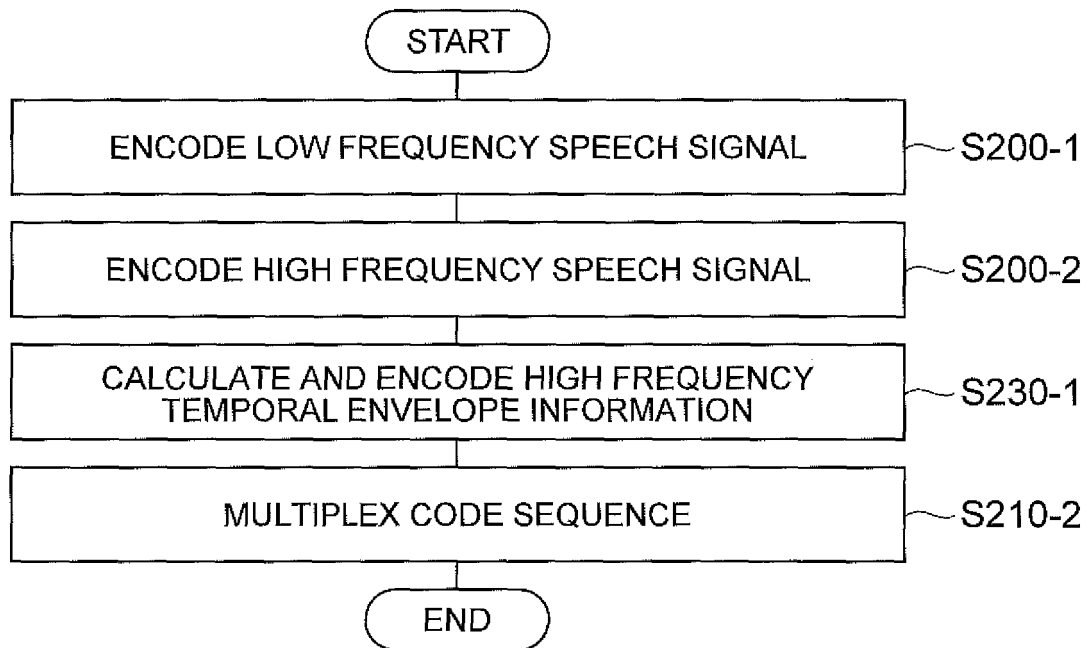 START
ENCODE LOW FREQUENCY SPEECH SIGNAL
S200-1
ENCODE HIGH FREQUENCY SPEECH SIGNAL
S200-2
CALCULATE AND ENCODE HIGH FREQUENCY
TEMPORAL ENVELOPE INFORMATION
S230-1
MULTIPLEX CODE SEQUENCE
S210-2
END